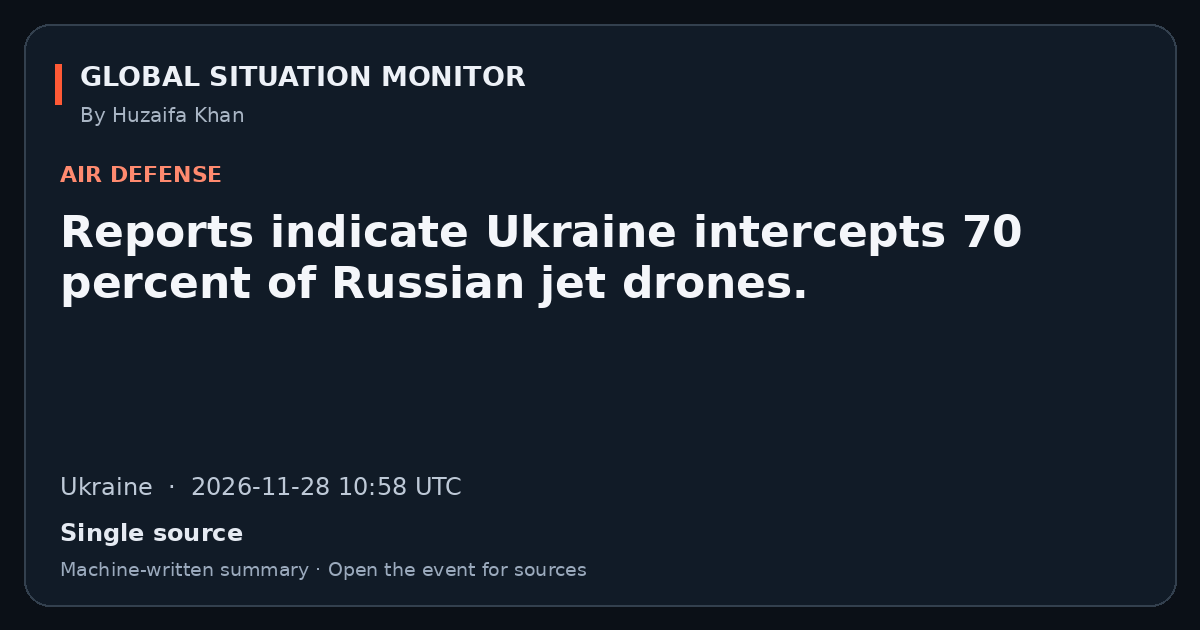 GLOBAL SITUATION MONITOR
By Huzaifa Khan
AIR DEFENSE
Reports indicate Ukraine intercepts 70
percent of Russian jet drones.
Ukraine · 2026-11-28 10:58 UTC
Single source
Machine-written summary · Open the event for sources